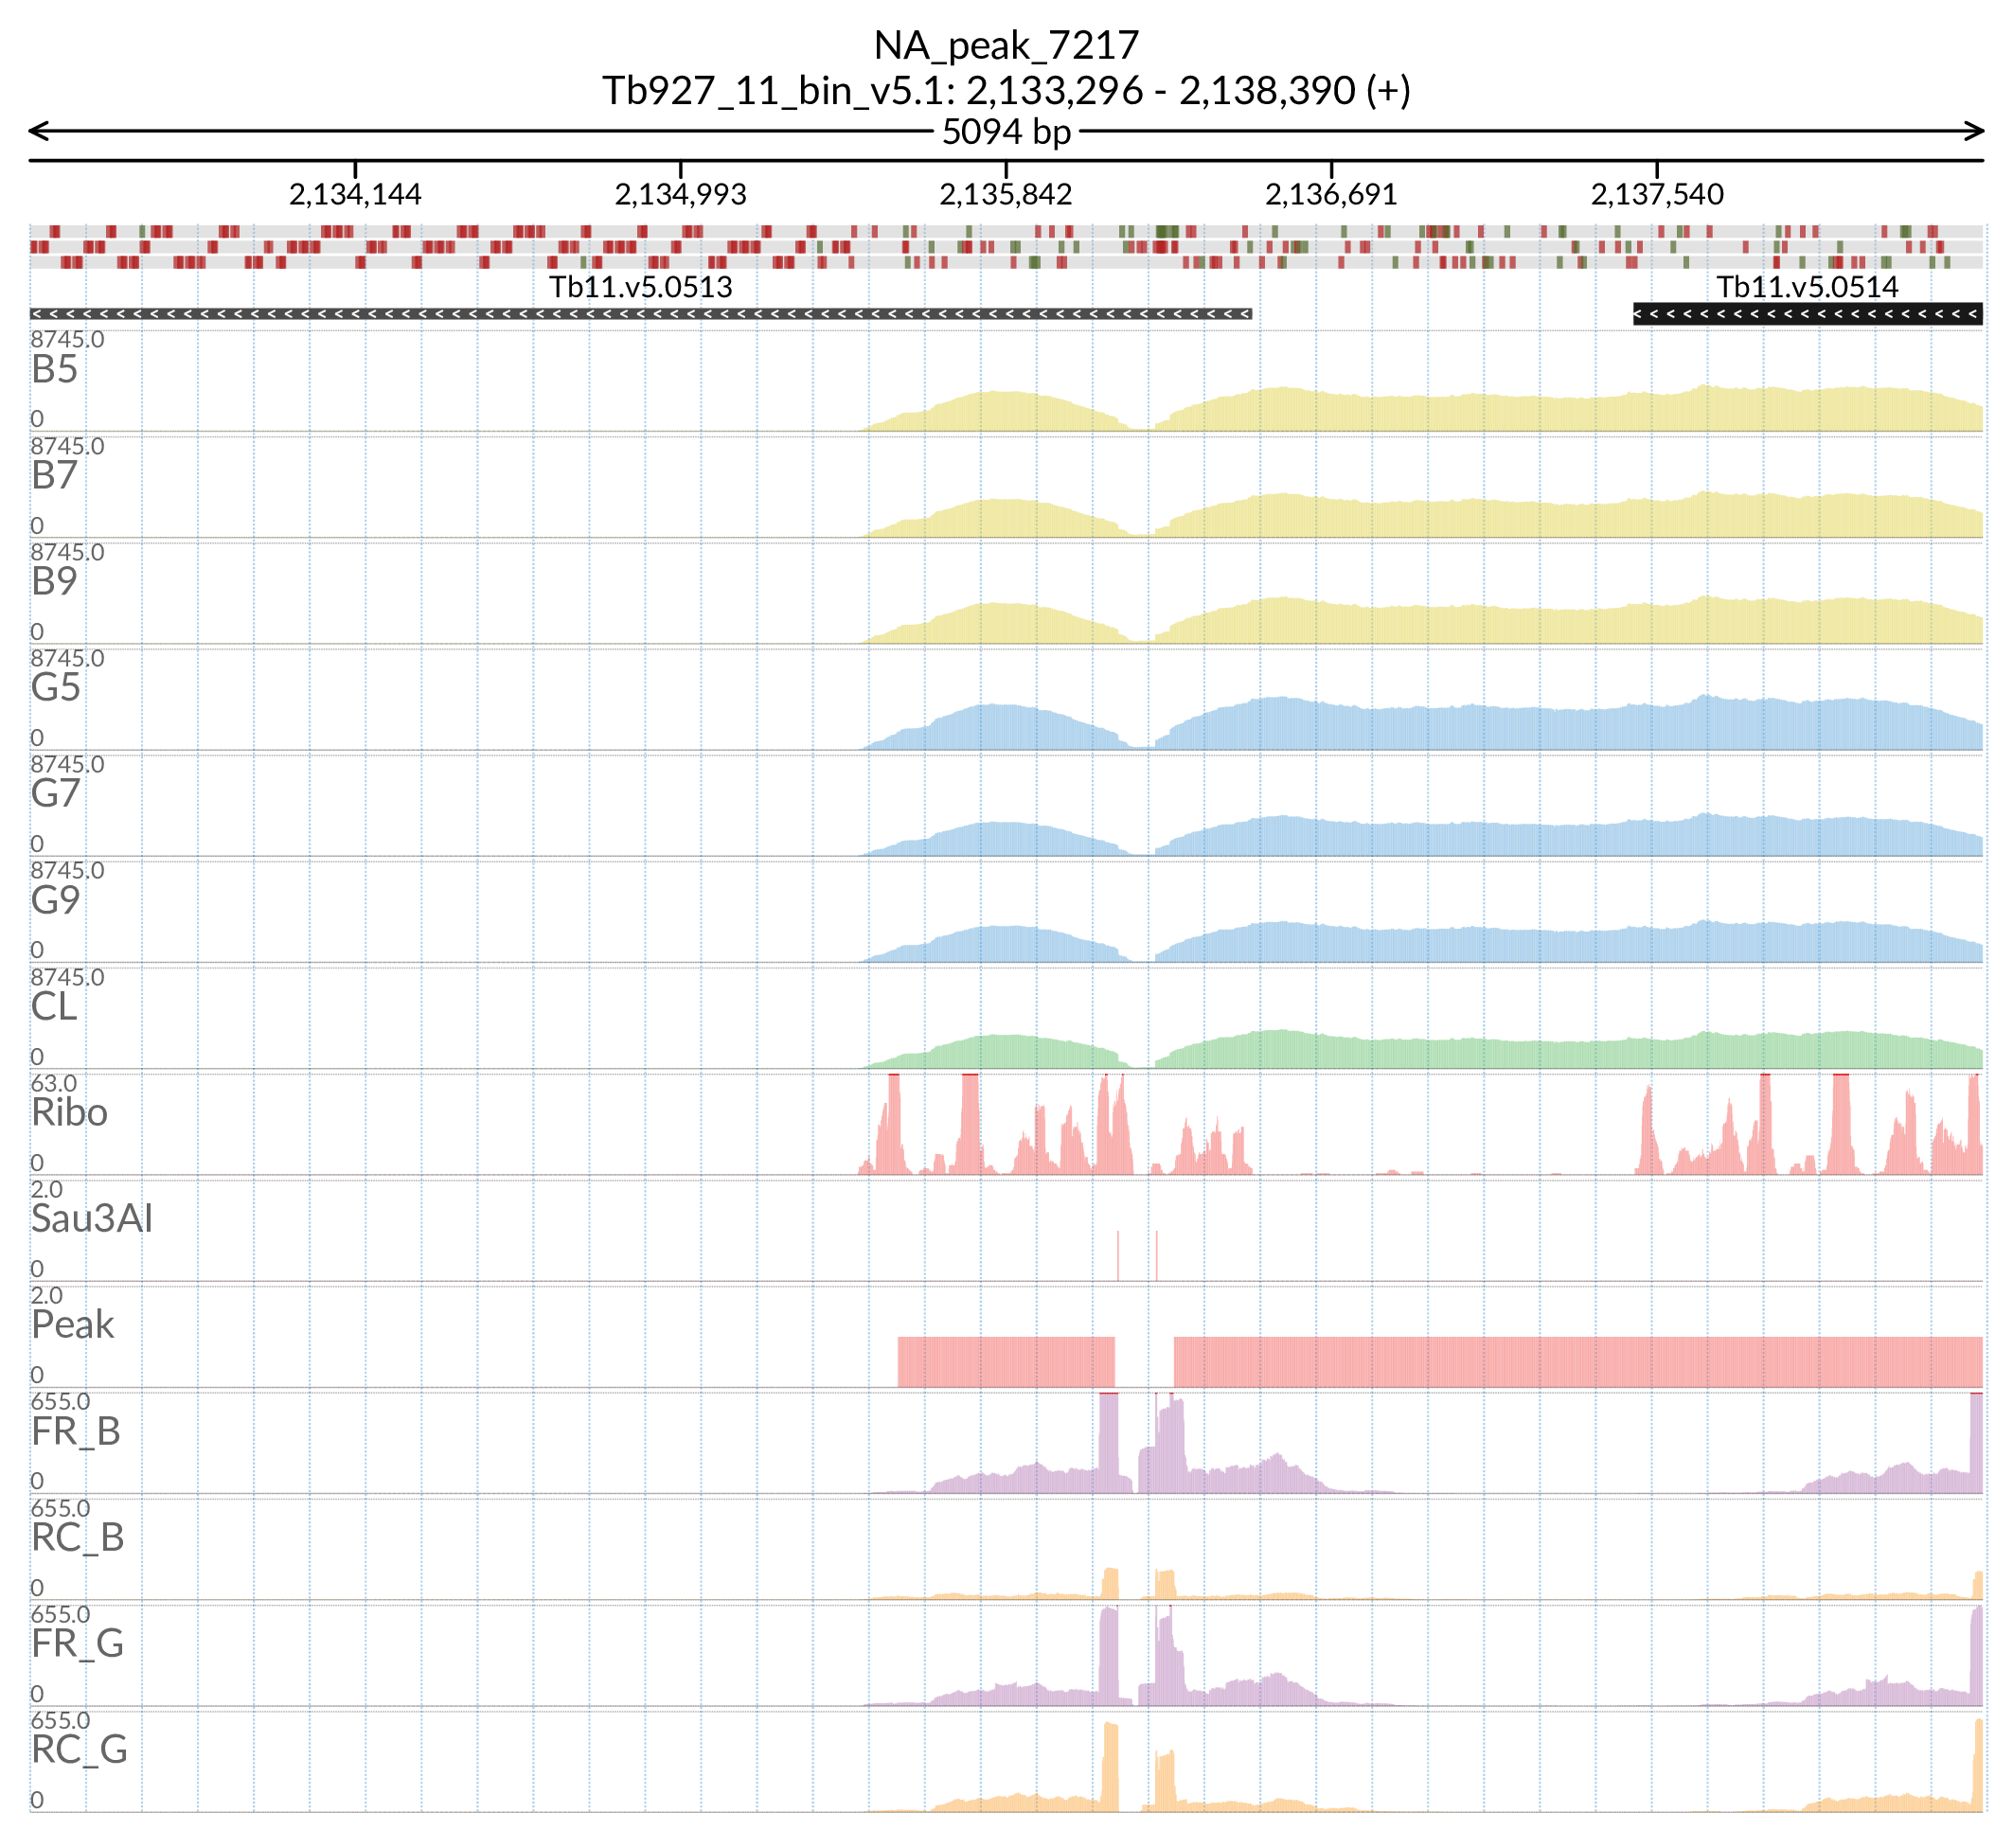 NA_peak_7217
Tb927_11_bin_v5.1: 2,133,296 - 2,138,390 (+)
5094 bp
2,134,144 2,134,993 2,135,842 2,136,691 2,137,540
Tb11.v5.0513 Tb11.v5.0514
8745.0
B5
0
8745.0
B7
0
8745.0
B9
0
8745.0
G5
0
8745.0
G7
0
8745.0
G9
0
8745.0
CL
0
63.0
Ribo
0
2.0
Sau3AI
0
2.0
Peak
0
655.0
FR_B
0
655.0
RC_B
0
655.0
FR_G
0
655.0
RC_G
0